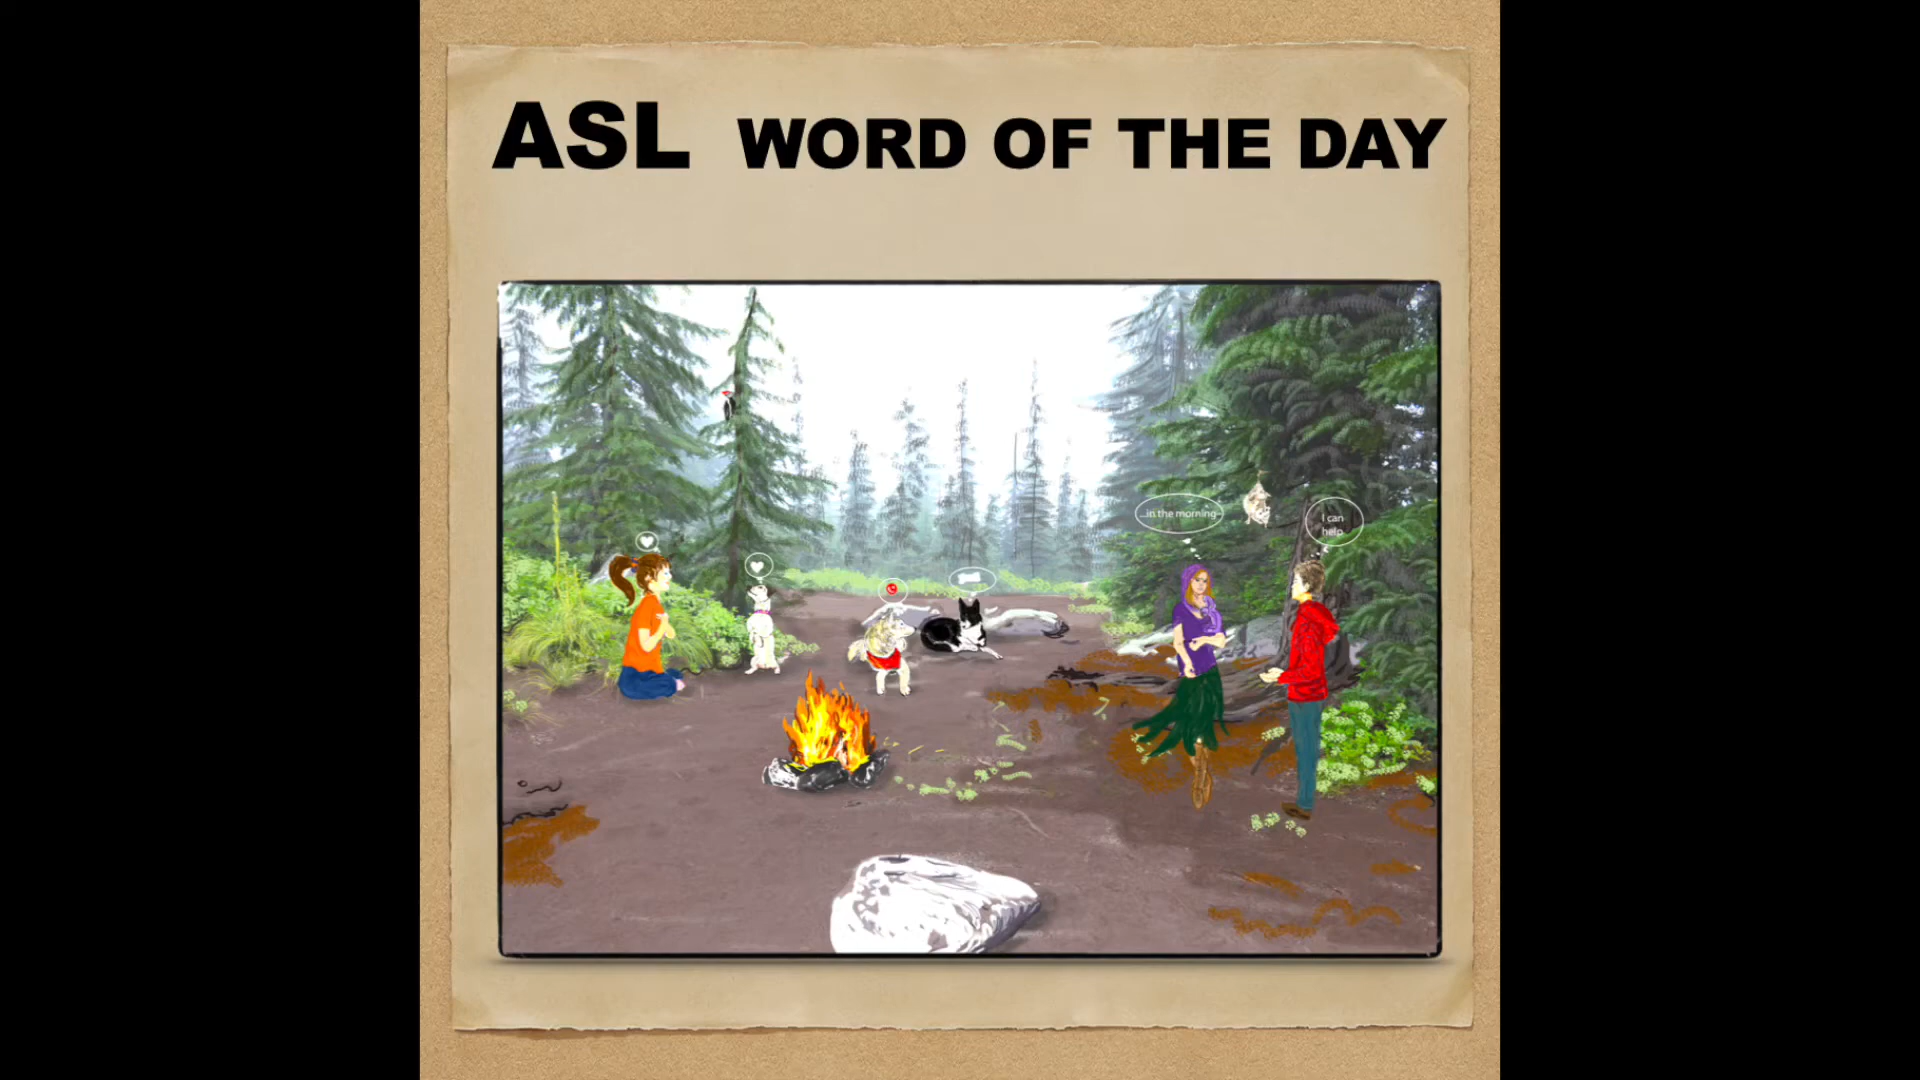 ASL WORD OF THE DAY
...in the morning
I can
help